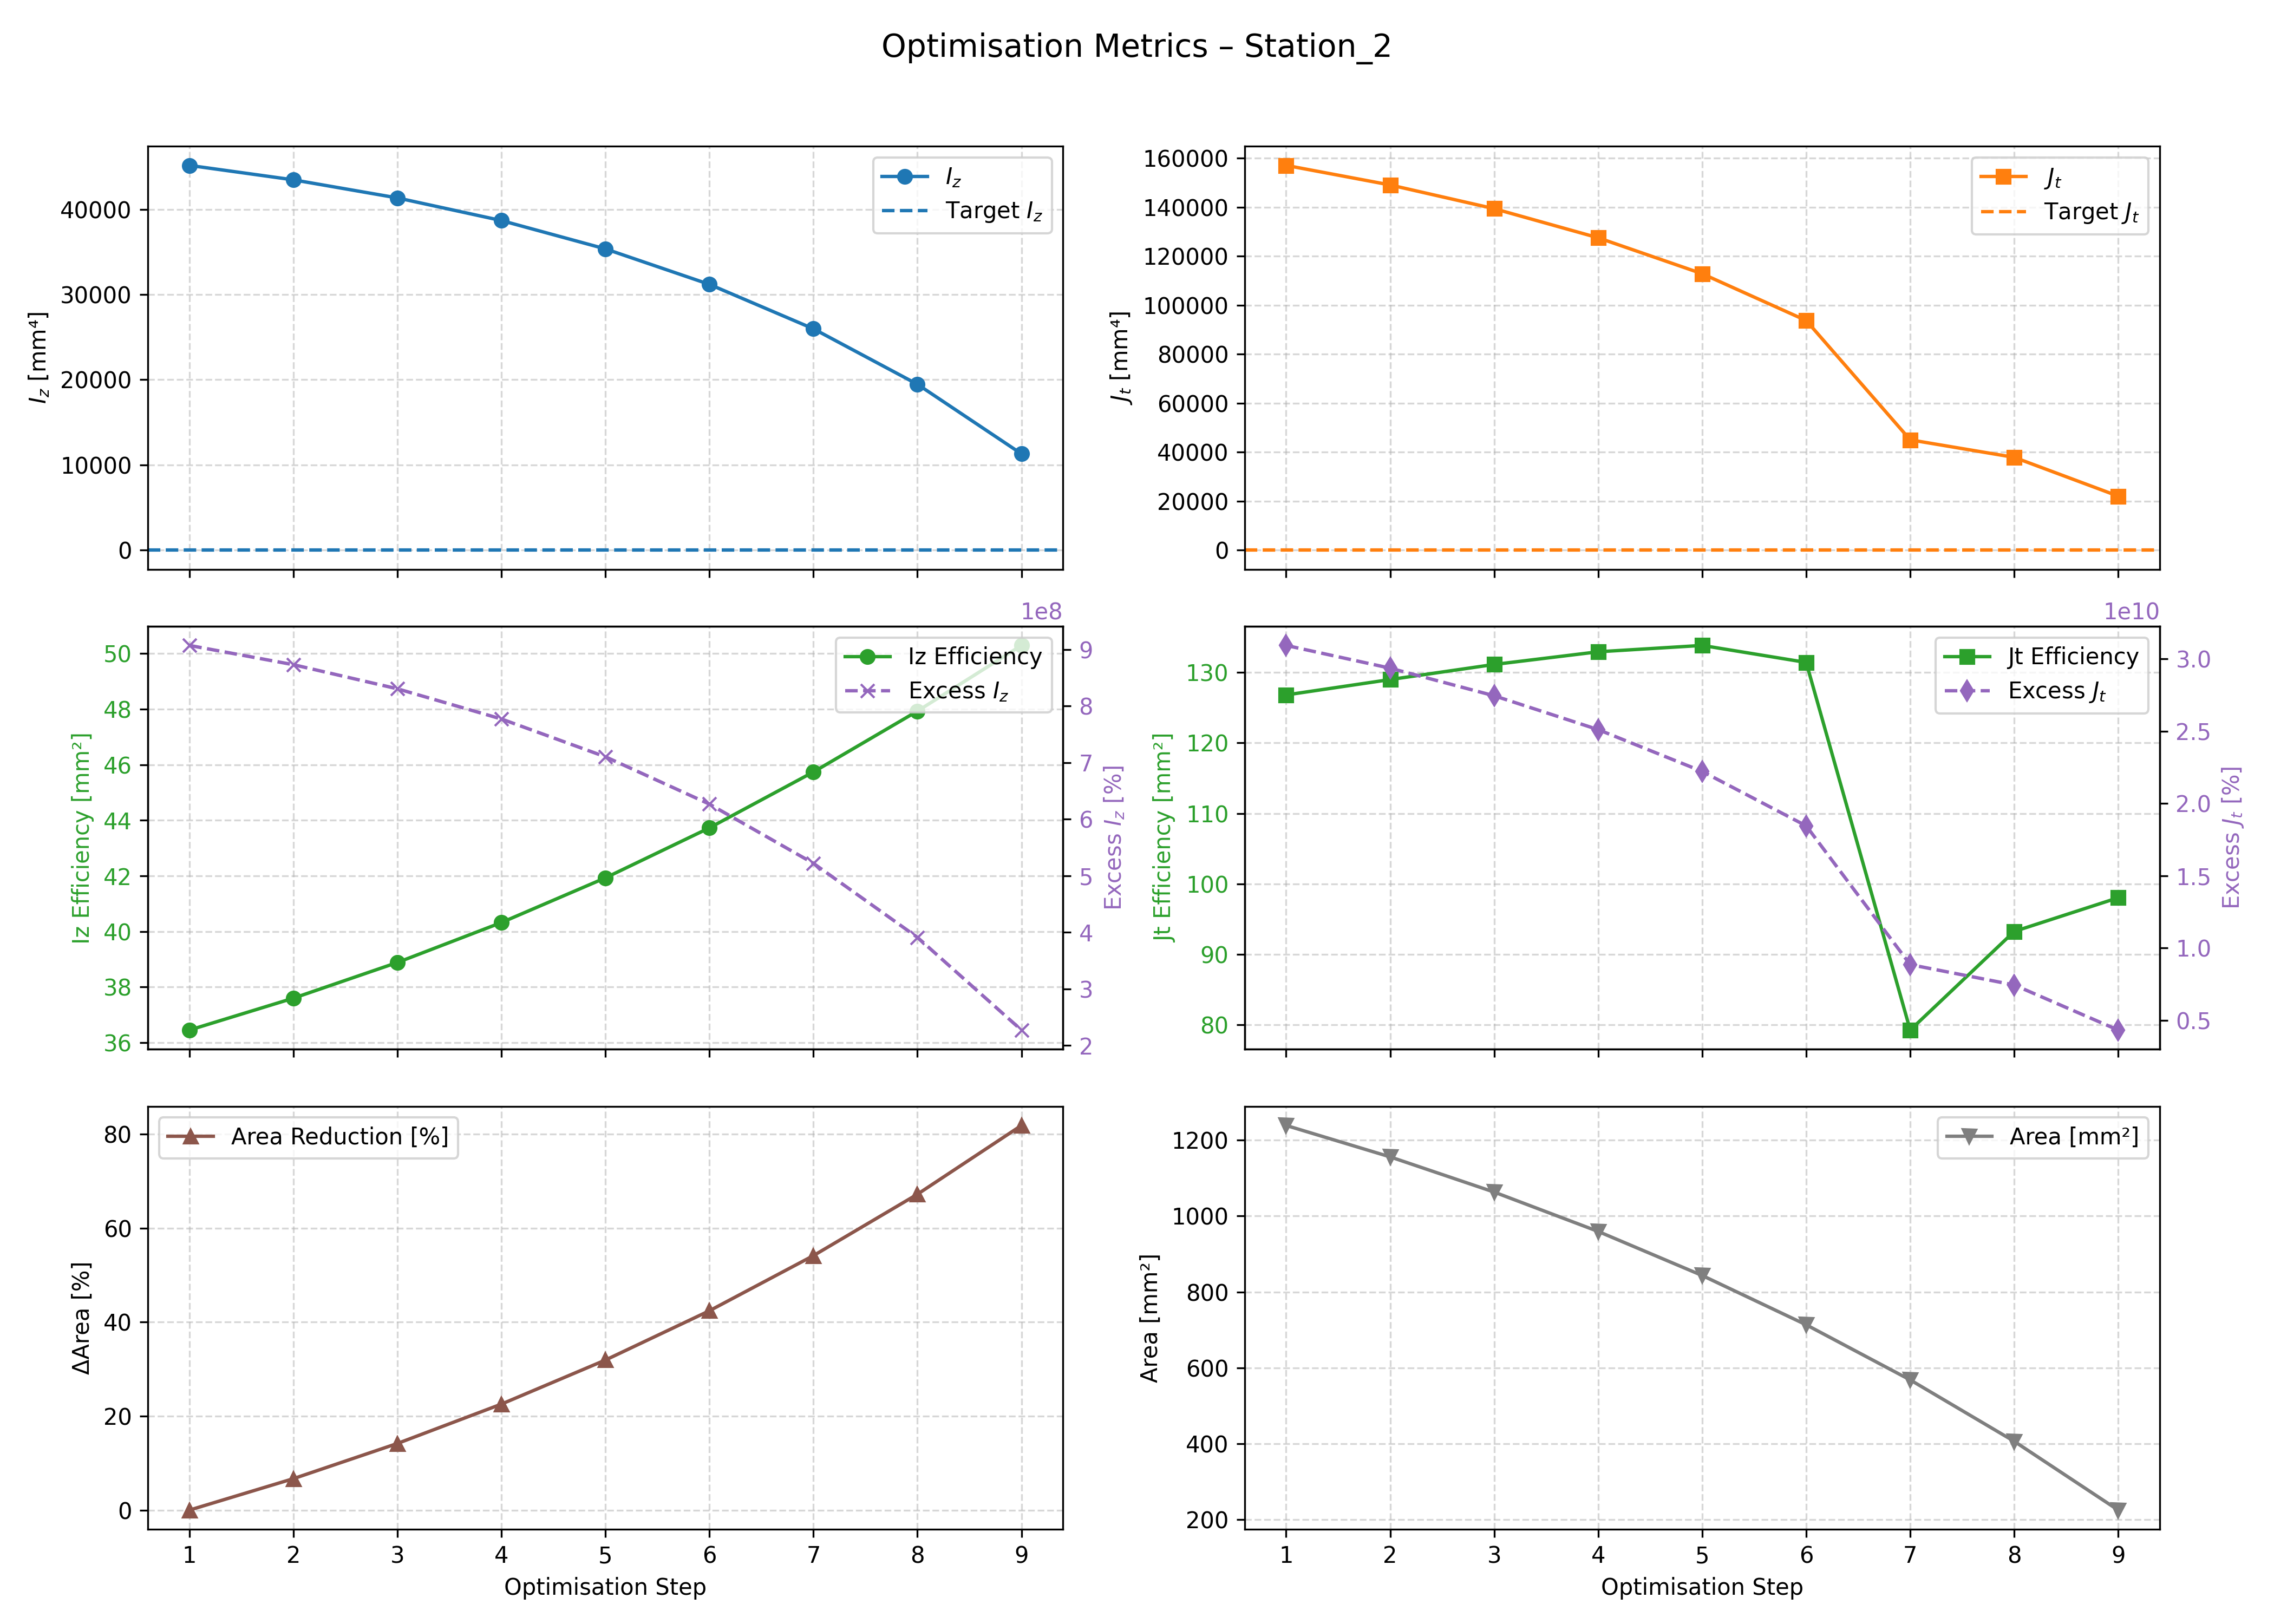 Optimisation Metrics – Station_2
I_z [mm⁴]
40000
30000
20000
10000
0
I_z
Target I_z
J_t [mm⁴]
160000
140000
120000
100000
80000
60000
40000
20000
0
J_t
Target J_t
Iz Efficiency [mm²]
50
48
46
44
42
40
38
36
1e8
9
8
7
6
5
4
3
2
Excess I_z [%]
Iz Efficiency
Excess I_z
Jt Efficiency [mm²]
130
120
110
100
90
80
1e10
3.0
2.5
2.0
1.5
1.0
0.5
Excess J_t [%]
Jt Efficiency
Excess J_t
ΔArea [%]
80
60
40
20
0
Area Reduction [%]
1 2 3 4 5 6 7 8 9
Optimisation Step
Area [mm²]
1200
1000
800
600
400
200
Area [mm²]
1 2 3 4 5 6 7 8 9
Optimisation Step